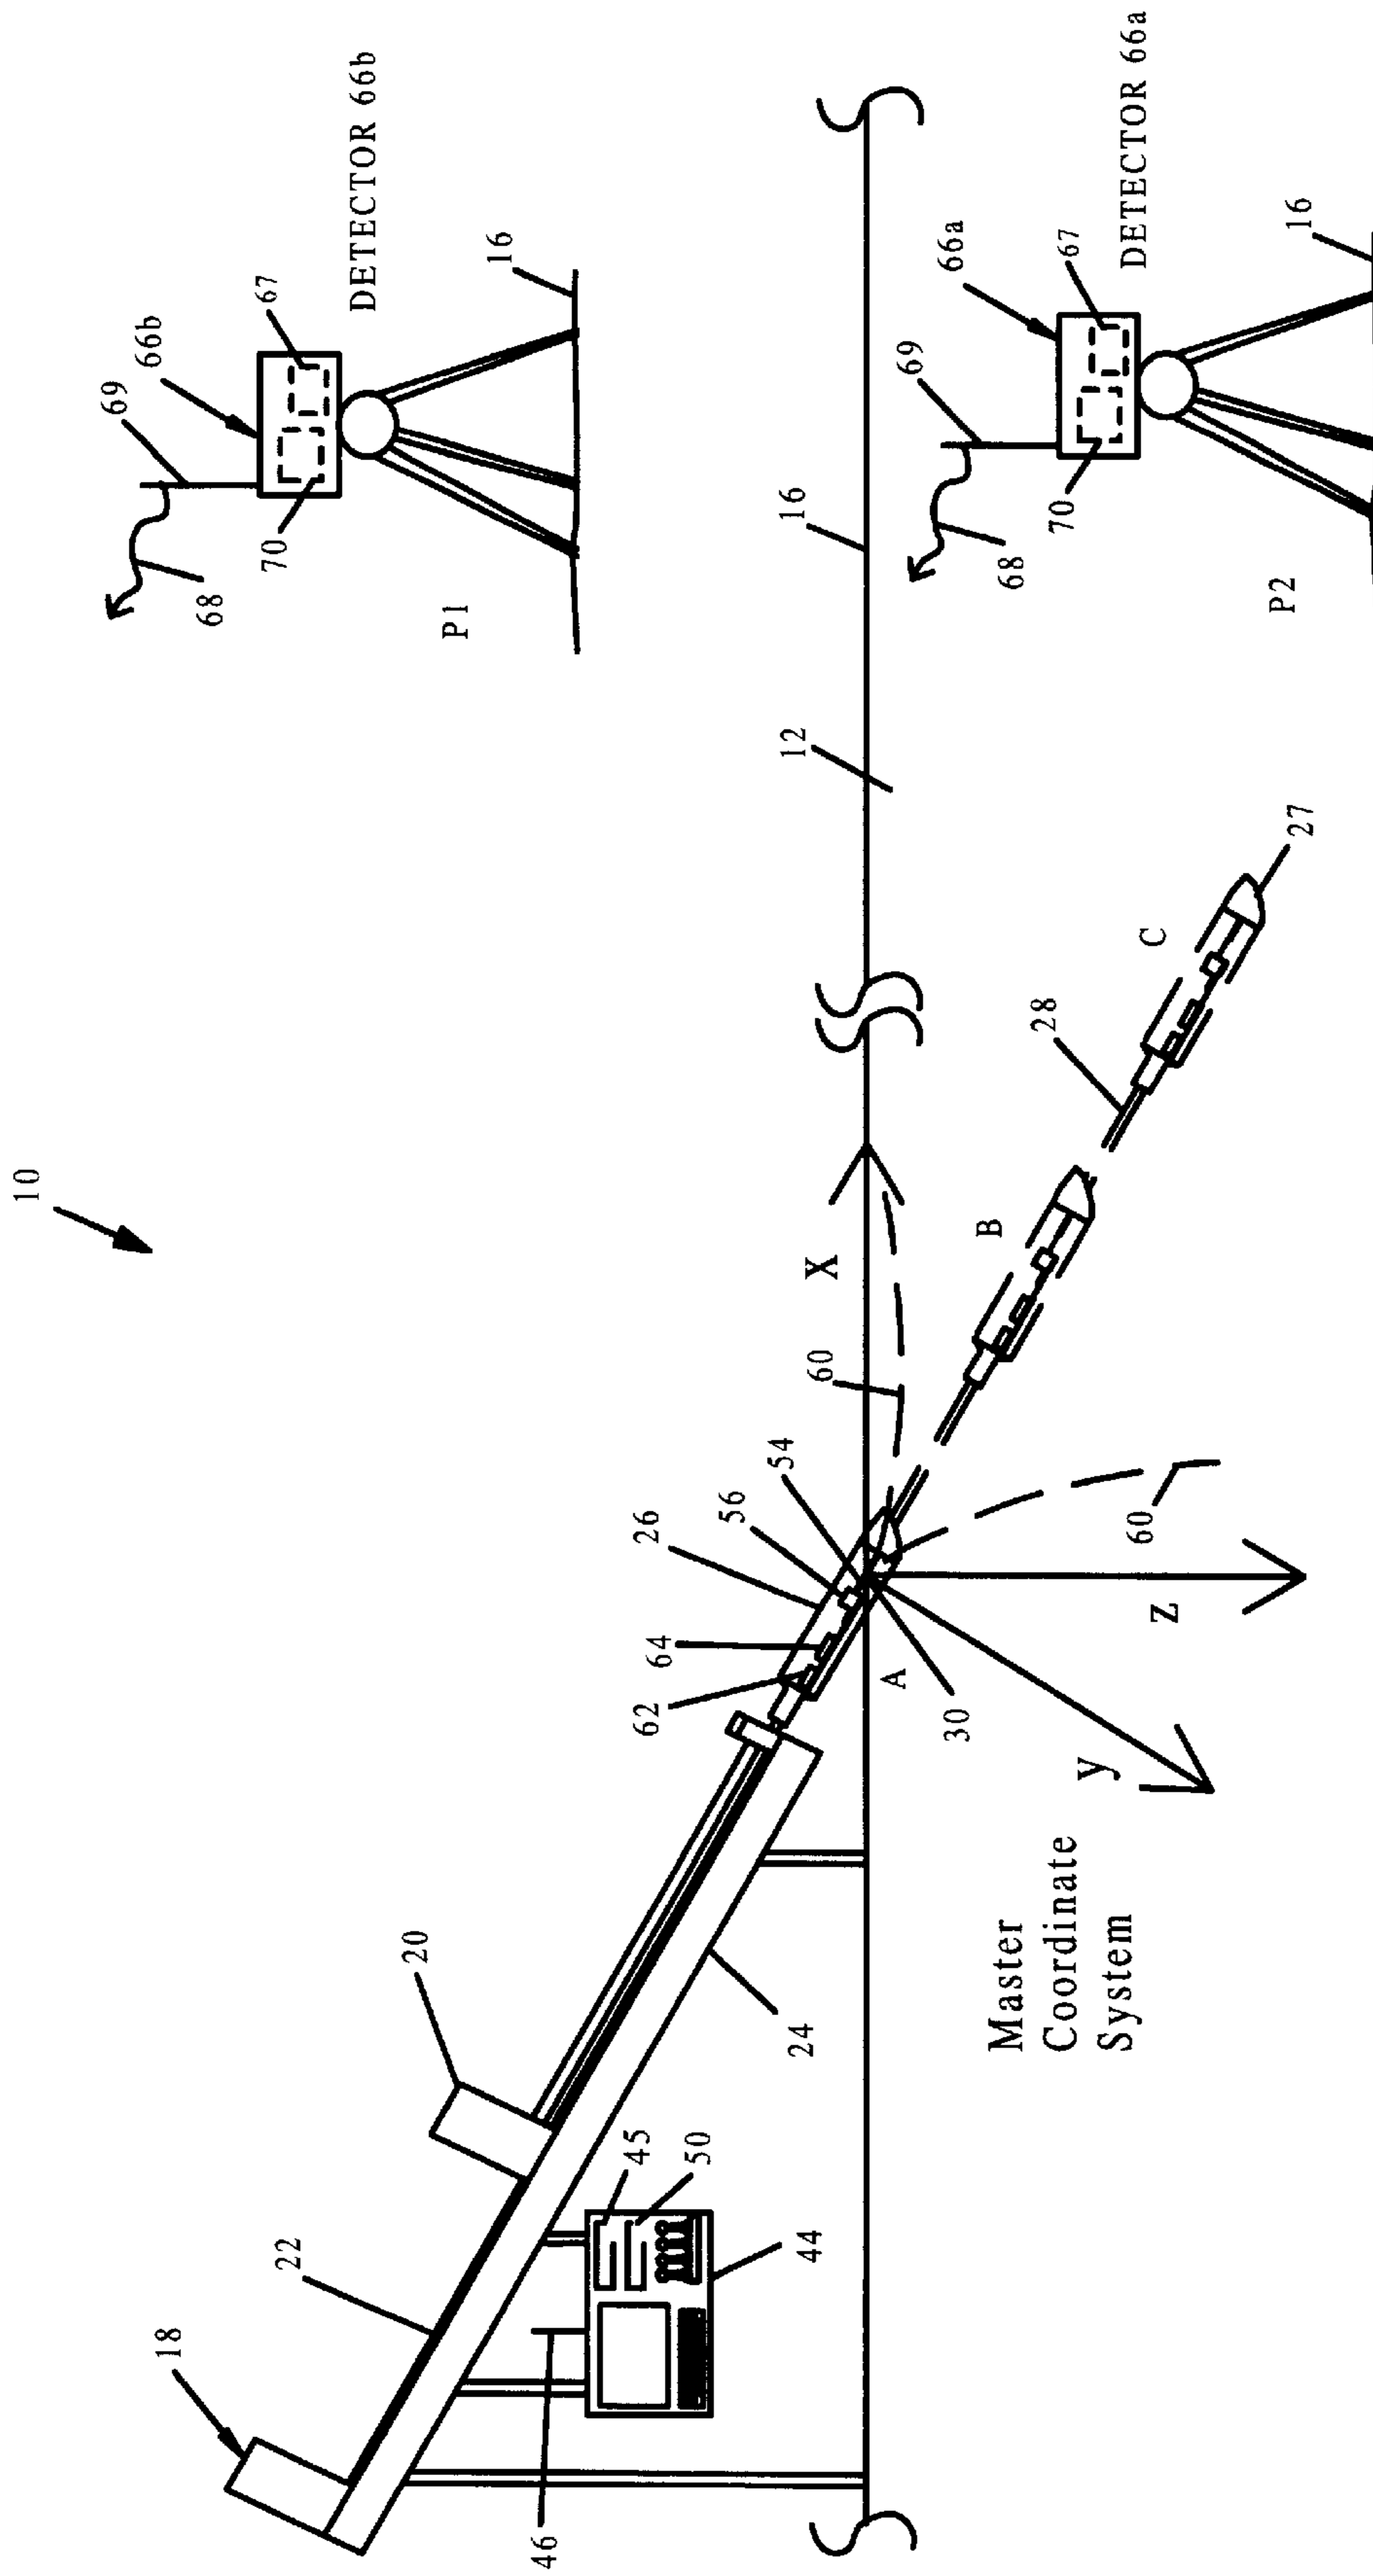 10
DETECTOR 66b
66b
67
69
68
70
16
P1
DETECTOR 66a
66a
67
69
68
70
16
P2
16
12
18
22
20
24
46
45
50
44
26
56
54
64
62
A
30
60
X
60
Z
y
B
28
C
27
Master
Coordinate
System